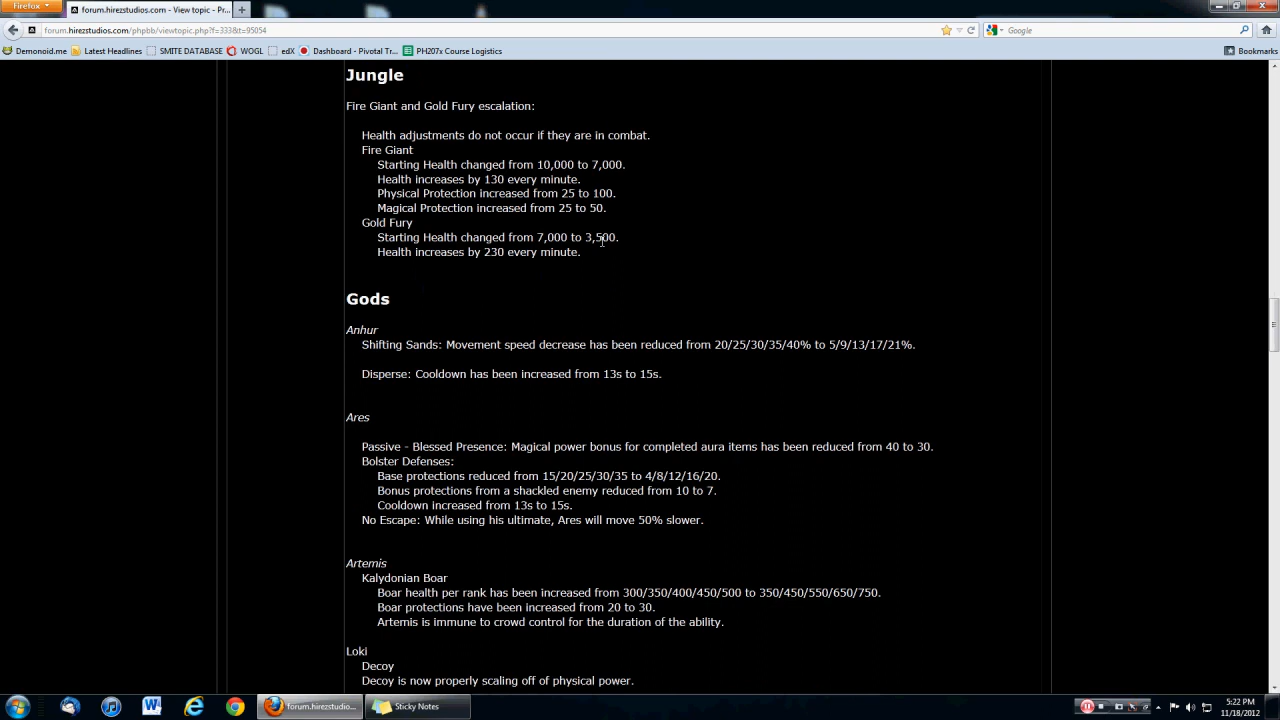 Firefox
forum.hirezstudios.com • View topic - Pr...
forum.hirezstudios.com/phpbb/viewtopic.php?f=333&t=95054
Google
Demonoid.me
Latest Headlines
SMITE DATABASE
WOGL
edX
Dashboard - Pivotal Tr...
PH207x Course Logistics
Bookmarks
Jungle
Fire Giant and Gold Fury escalation:
Health adjustments do not occur if they are in combat.
Fire Giant
Starting Health changed from 10,000 to 7,000.
Health increases by 130 every minute.
Physical Protection increased from 25 to 100.
Magical Protection increased from 25 to 50.
Gold Fury
Starting Health changed from 7,000 to 3,500.
Health increases by 230 every minute.
Gods
Anhur
Shifting Sands: Movement speed decrease has been reduced from 20/25/30/35/40% to 5/9/13/17/21%.
Disperse: Cooldown has been increased from 13s to 15s.
Ares
Passive - Blessed Presence: Magical power bonus for completed aura items has been reduced from 40 to 30.
Bolster Defenses:
Base protections reduced from 15/20/25/30/35 to 4/8/12/16/20.
Bonus protections from a shackled enemy reduced from 10 to 7.
Cooldown increased from 13s to 15s.
No Escape: While using his ultimate, Ares will move 50% slower.
Artemis
Kalydonian Boar
Boar health per rank has been increased from 300/350/400/450/500 to 350/450/550/650/750.
Boar protections have been increased from 20 to 30.
Artemis is immune to crowd control for the duration of the ability.
Loki
Decoy
Decoy is now properly scaling off of physical power.
forum.hirezstudios....
Sticky Notes
5:22 PM
11/18/2012